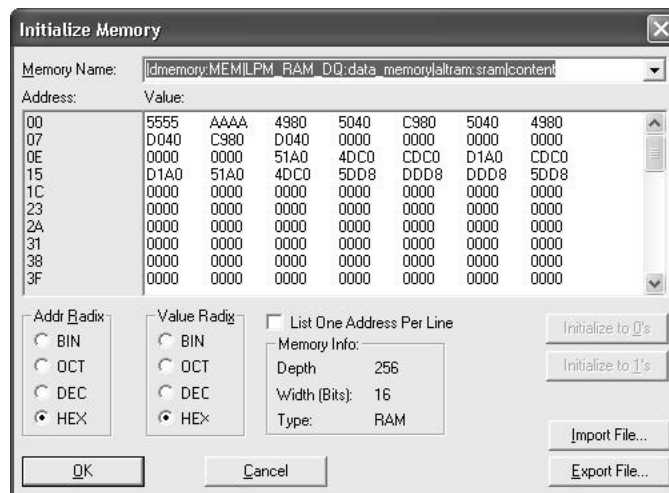 Initialize Memory
Memory Name: |dmemory:MEM|LPM_RAM_DQ:data_memory|altram:sram|content
Address: Value:
00 5555 AAAA 4980 5040 C980 5040 4980
07 D040 C980 D040 0000 0000 0000 0000
0E 0000 0000 51A0 4DC0 CDC0 D1A0 CDC0
15 D1A0 51A0 4DC0 5DD8 DDD8 DDD8 5DD8
1C 0000 0000 0000 0000 0000 0000 0000
23 0000 0000 0000 0000 0000 0000 0000
2A 0000 0000 0000 0000 0000 0000 0000
31 0000 0000 0000 0000 0000 0000 0000
38 0000 0000 0000 0000 0000 0000 0000
3F 0000 0000 0000 0000 0000 0000 0000
Addr Radix Value Radix List One Address Per Line Initialize to 0's
BIN BIN Memory Info:
OCT OCT Depth 256 Initialize to 1's
DEC DEC Width (Bits): 16
HEX HEX Type: RAM
Import File...
OK Cancel Export File...